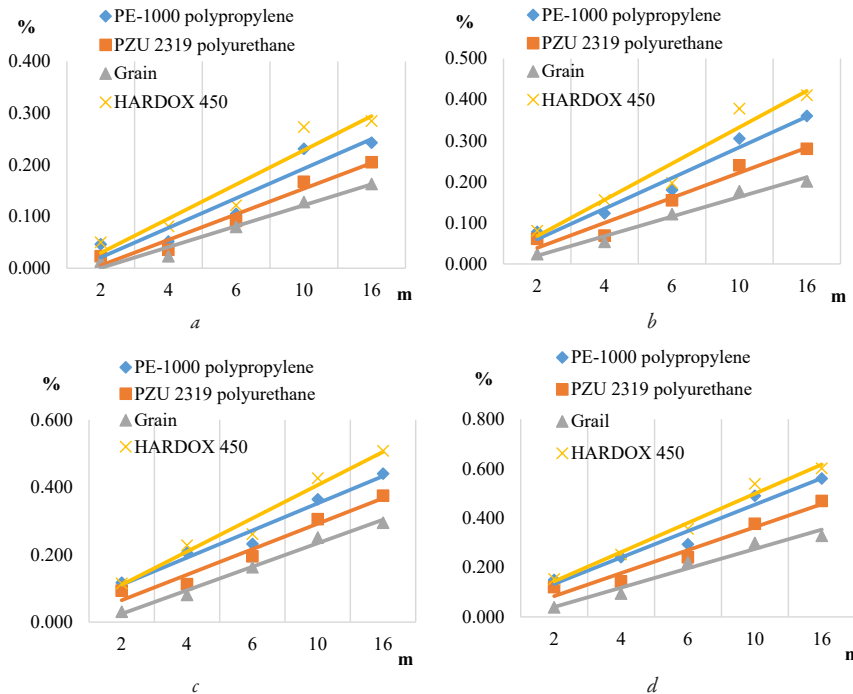 %
PE-1000 polypropylene
PZU 2319 polyurethane
Grain
HARDOX 450
0.400
0.300
0.200
0.100
0.000
2 4 6 10 16
m
a
%
PE-1000 polypropylene
PZU 2319 polyurethane
Grain
HARDOX 450
0.500
0.400
0.300
0.200
0.100
0.000
2 4 6 10 16
m
b
%
PE-1000 polypropylene
PZU 2319 polyurethane
Grain
HARDOX 450
0.600
0.400
0.200
0.000
2 4 6 10 16
m
c
%
PE-1000 polypropylene
PZU 2319 polyurethane
Grail
HARDOX 450
0.800
0.600
0.400
0.200
0.000
2 4 6 10 16
m
d